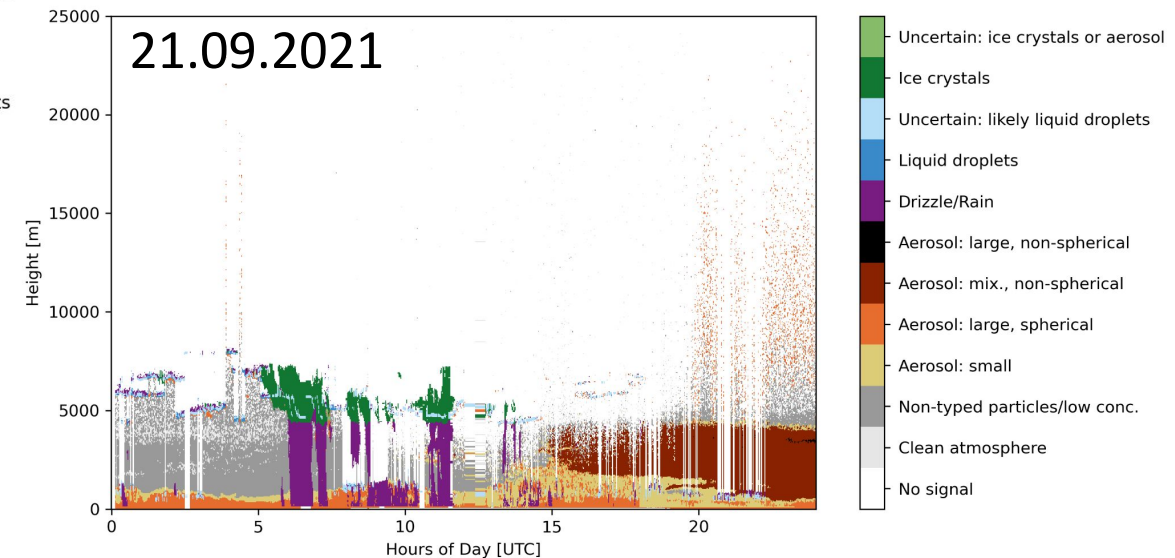 21.09.2021
ts
25000
20000
15000
10000
5000
0
Height [m]
0 5 10 15 20
Hours of Day [UTC]
Uncertain: ice crystals or aerosol
Ice crystals
Uncertain: likely liquid droplets
Liquid droplets
Drizzle/Rain
Aerosol: large, non-spherical
Aerosol: mix., non-spherical
Aerosol: large, spherical
Aerosol: small
Non-typed particles/low conc.
Clean atmosphere
No signal